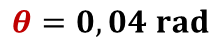 θ = 0,04 rad